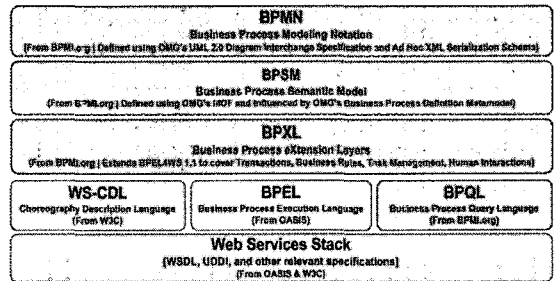 BPMN
Business Process Modeling Notation
[From BPMI.org | Defined using OMG's UML 2.0 Diagram Interchange Specification and Ad Hoc XML Serialization Schema]
BPSM
Business Process Semantic Model
(From BPMI.org | Defined using OMG's MOF and Influenced by OMG's Business Process Definition Metamodel)
BPXL
Business Process eXtension Layers
(From BPMI.org | Extends BPEL4WS 1.1 to cover Transactions, Business Rules, Task Management, Human Interactions)
WS-CDL
Choreography Description Language
(From W3C)
BPEL
Business Process Execution Language
(From OASIS)
BPQL
Business Process Query Language
(From BPMI.org)
Web Services Stack
[WSDL, UDDI, and other relevant specifications]
(From OASIS & W3C)